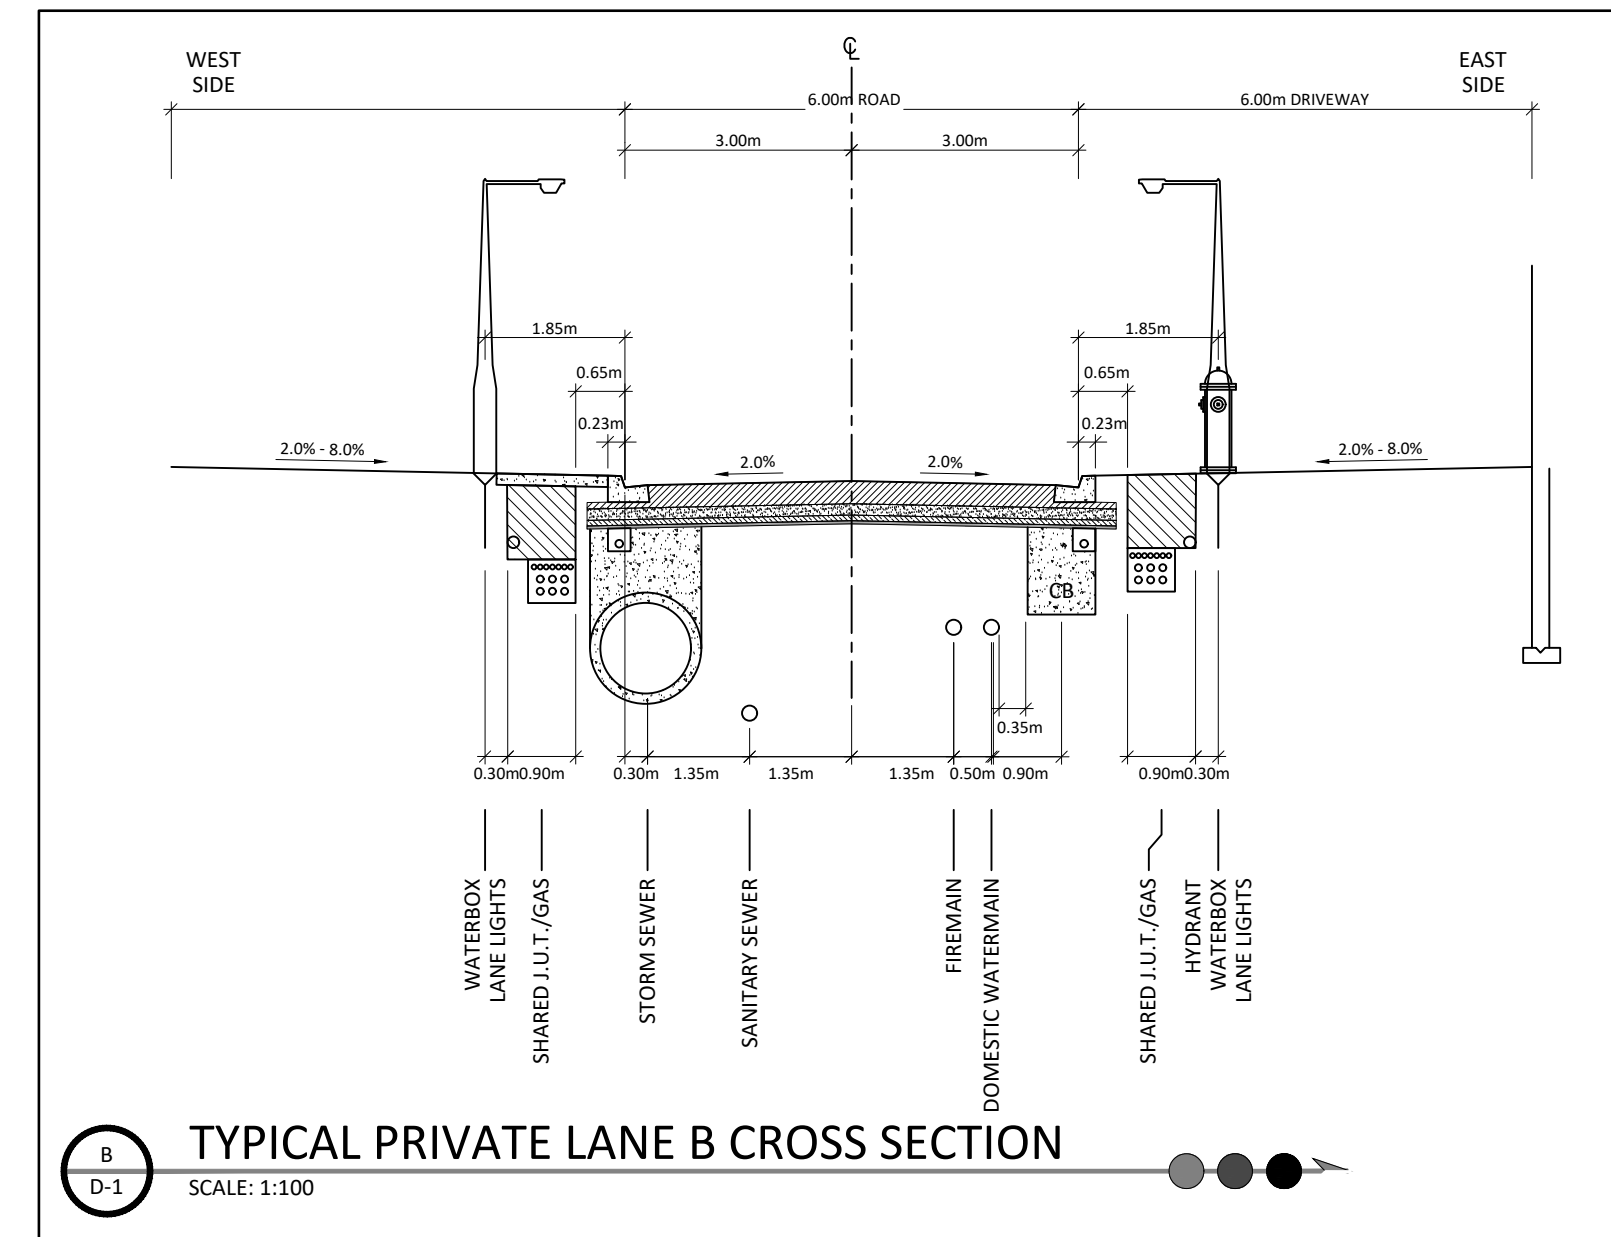 WEST
SIDE
℄
EAST
SIDE
6.00m ROAD
6.00m DRIVEWAY
3.00m
3.00m
1.85m
1.85m
0.65m
0.65m
0.23m
0.23m
2.0% - 8.0%
2.0%
2.0%
2.0% - 8.0%
CB
0.35m
0.30m
0.90m
0.30m
1.35m
1.35m
1.35m
0.50m
0.90m
0.90m
0.30m
WATERBOX
LANE LIGHTS
SHARED J.U.T./GAS
STORM SEWER
SANITARY SEWER
FIREMAIN
DOMESTIC WATERMAIN
SHARED J.U.T./GAS
HYDRANT
WATERBOX
LANE LIGHTS
B
D-1
TYPICAL PRIVATE LANE B CROSS SECTION
SCALE: 1:100